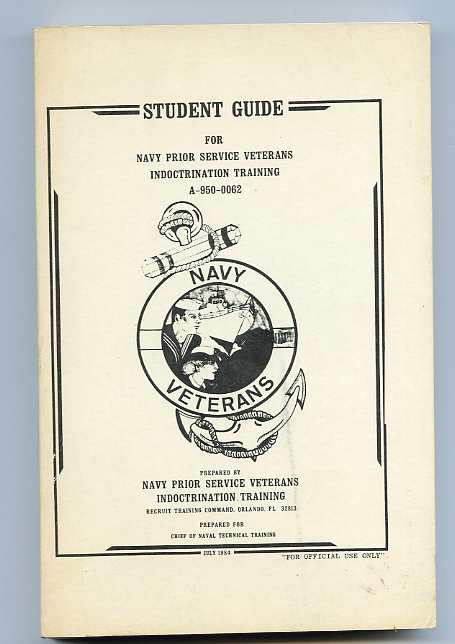 STUDENT GUIDE
FOR
NAVY PRIOR SERVICE VETERANS
INDOCTRINATION TRAINING
A-950-0062
NAVY
VETERANS
PREPARED BY
NAVY PRIOR SERVICE VETERANS
INDOCTRINATION TRAINING
RECRUIT TRAINING COMMAND, ORLANDO, FL 32813
PREPARED FOR
CHIEF OF NAVAL TECHNICAL TRAINING
JULY 1984
"FOR OFFICIAL USE ONLY"